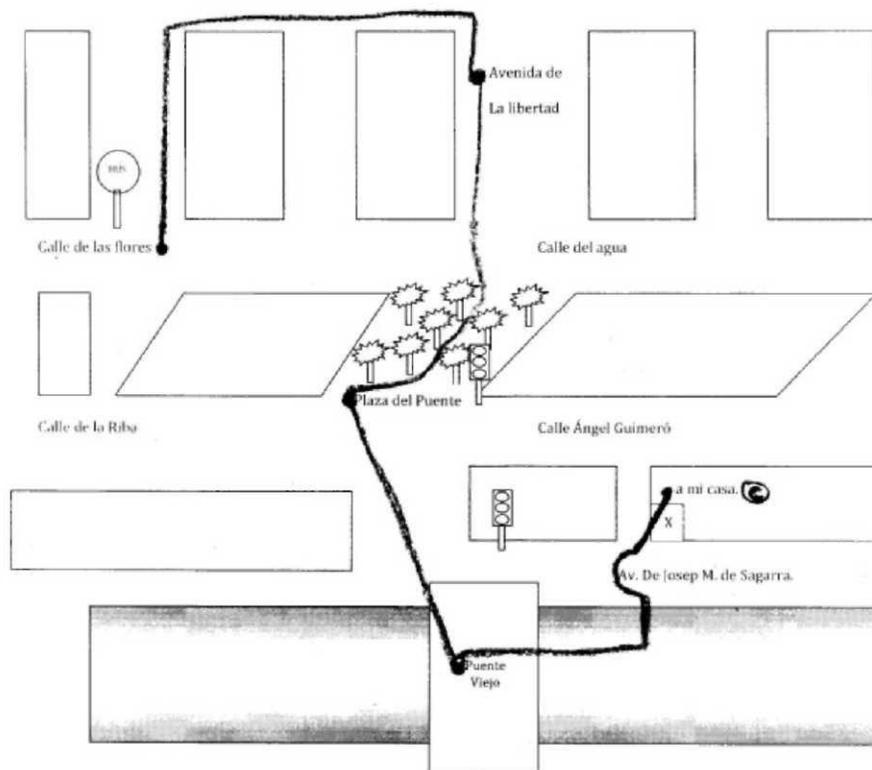 Avenida de
La libertad
BUS
Calle de las flores
Calle del agua
Plaza del Puente
Calle de la Riba
Calle Ángel Guimeró
a mi casa.
X
Av. De Josep M. de Sagarra.
Puente
Viejo